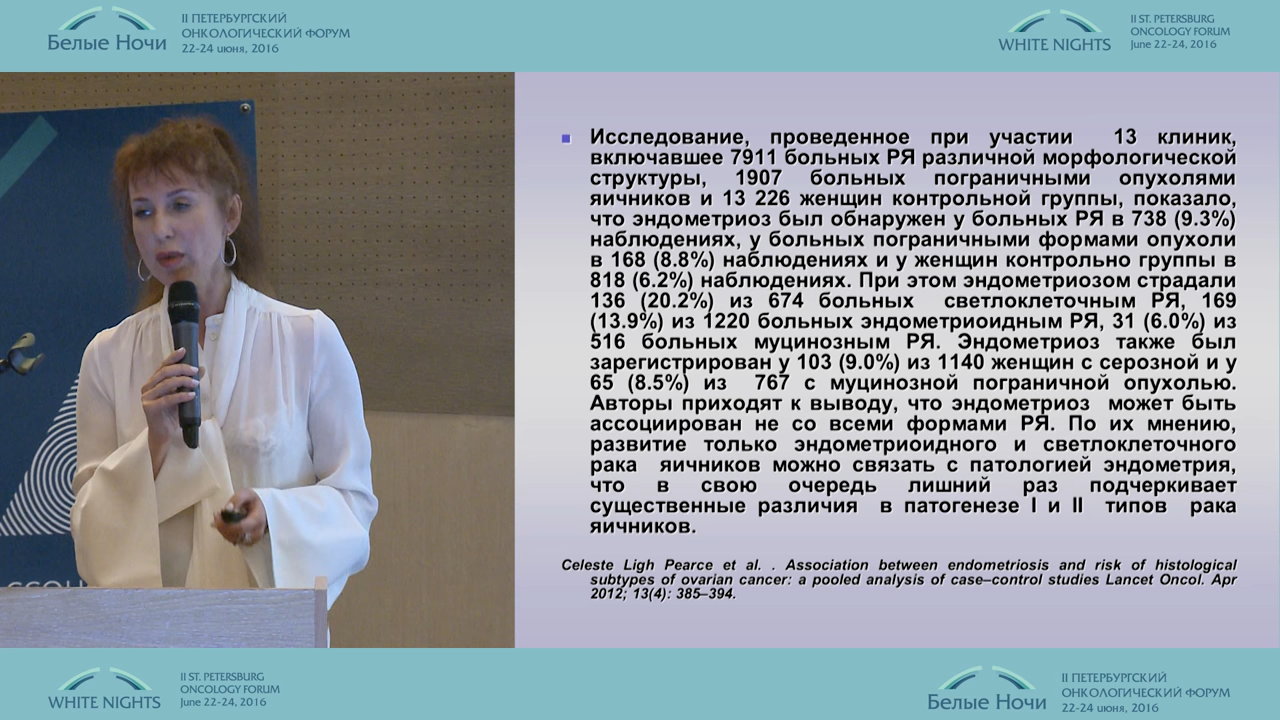 Белые Ночи
II ПЕТЕРБУРГСКИЙ
ОНКОЛОГИЧЕСКИЙ ФОРУМ
22-24 июня, 2016
WHITE NIGHTS
II ST. PETERSBURG
ONCOLOGY FORUM
June 22-24, 2016
Исследование, проведенное при участии 13 клиник,
включавшее 7911 больных РЯ различной морфологической
структуры, 1907 больных пограничными опухолями
яичников и 13 226 женщин контрольной группы, показало,
что эндометриоз был обнаружен у больных РЯ в 738 (9.3%)
наблюдениях, у больных пограничными формами опухоли
в 168 (8.8%) наблюдениях и у женщин контрольно группы в
818 (6.2%) наблюдениях. При этом эндометриозом страдали
136 (20.2%) из 674 больных светлоклеточным РЯ, 169
(13.9%) из 1220 больных эндометриоидным РЯ, 31 (6.0%) из
516 больных муцинозным РЯ. Эндометриоз также был
зарегистрирован у 103 (9.0%) из 1140 женщин с серозной и у
65 (8.5%) из 767 с муцинозной пограничной опухолью.
Авторы приходят к выводу, что эндометриоз может быть
ассоциирован не со всеми формами РЯ. По их мнению,
развитие только эндометриоидного и светлоклеточного
рака яичников можно связать с патологией эндометрия,
что в свою очередь лишний раз подчеркивает
существенные различия в патогенезе I и II типов рака
яичников.
Celeste Ligh Pearce et al. . Association between endometriosis and risk of histological
subtypes of ovarian cancer: a pooled analysis of case–control studies Lancet Oncol. Apr
2012; 13(4): 385–394.
WHITE NIGHTS
II ST. PETERSBURG
ONCOLOGY FORUM
June 22-24, 2016
Белые Ночи
II ПЕТЕРБУРГСКИЙ
ОНКОЛОГИЧЕСКИЙ ФОРУМ
22-24 июня, 2016